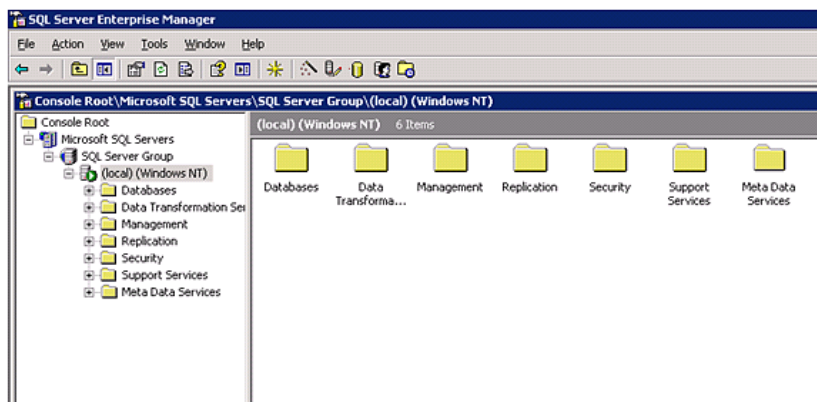 SQL Server Enterprise Manager
File Action View Tools Window Help
Console Root\Microsoft SQL Servers\SQL Server Group\(local) (Windows NT)
Console Root
Microsoft SQL Servers
SQL Server Group
(local) (Windows NT)
Databases
Data Transformation Ser
Management
Replication
Security
Support Services
Meta Data Services
(local) (Windows NT) 6 Items
Databases
Data
Transforma...
Management
Replication
Security
Support
Services
Meta Data
Services